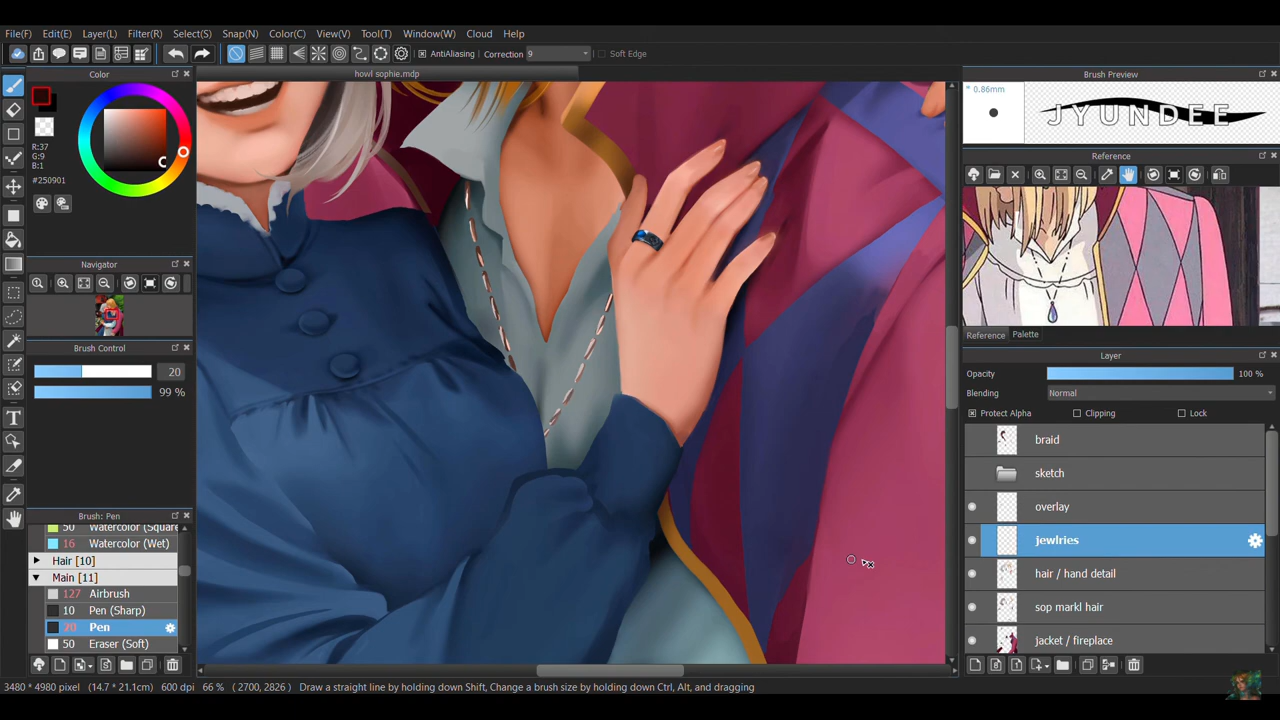 File(F) Edit(E) Layer(L) Filter(R) Select(S) Snap(N) Color(C) View(V) Tool(T) Window(W) Cloud Help
AntiAliasing Correction 9 Soft Edge
Color
howl sophie.mdp
Brush Preview
* 0.86mm
JYUNDEE
R:37
G:9
B:1
#250901
Reference
Navigator
Reference Palette
Brush Control
20
99 %
Layer
Opacity 100 %
Blending Normal
Protect Alpha Clipping Lock
braid
sketch
overlay
jewlries
hair / hand detail
sop markl hair
jacket / fireplace
Brush: Pen
50 Watercolor (Square
16 Watercolor (Wet)
Hair [10]
Main [11]
127 Airbrush
10 Pen (Sharp)
20 Pen
50 Eraser (Soft)
3480 * 4980 pixel (14.7 * 21.1cm) 600 dpi 66 % ( 2700, 2826 ) Draw a straight line by holding down Shift, Change a brush size by holding down Ctrl, Alt, and dragging